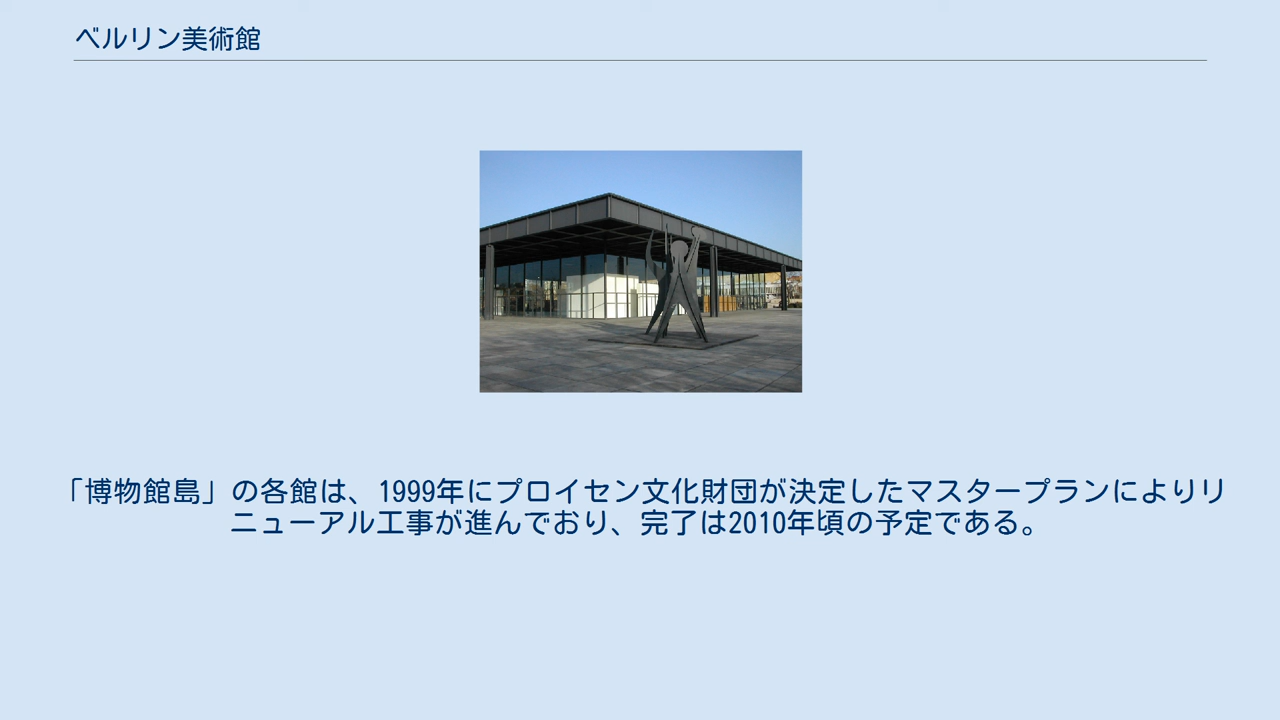 ベルリン美術館
「博物館島」の各館は、1999年にプロイセン文化財団が決定したマスタープランによりリ
ニューアル工事が進んでおり、完了は2010年頃の予定である。